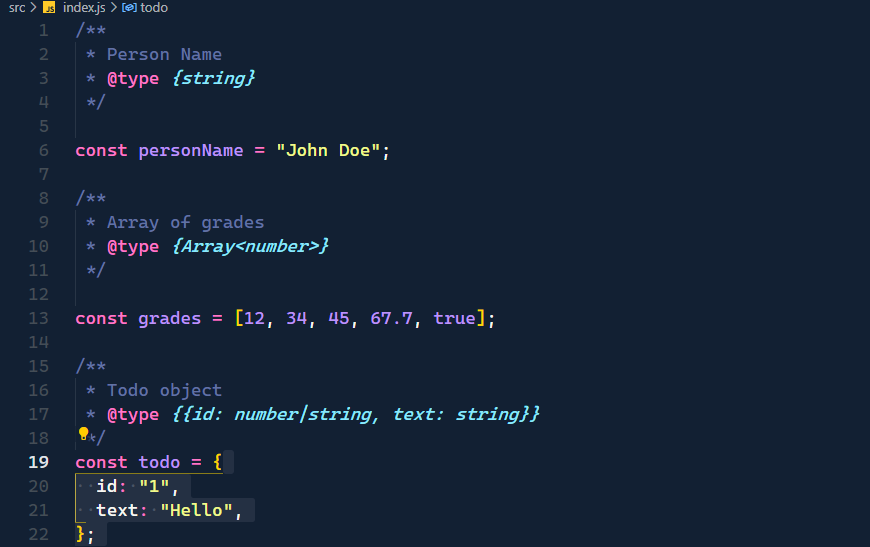 src > JS index.js > todo
1 /**
2  * Person Name
3  * @type {string}
4  */
5
6 const personName = "John Doe";
7
8 /**
9  * Array of grades
10  * @type {Array<number>}
11  */
12
13 const grades = [12, 34, 45, 67.7, true];
14
15 /**
16  * Todo object
17  * @type {{id: number|string, text: string}}
18  */
19 const todo = {
20   id: "1",
21   text: "Hello",
22 };